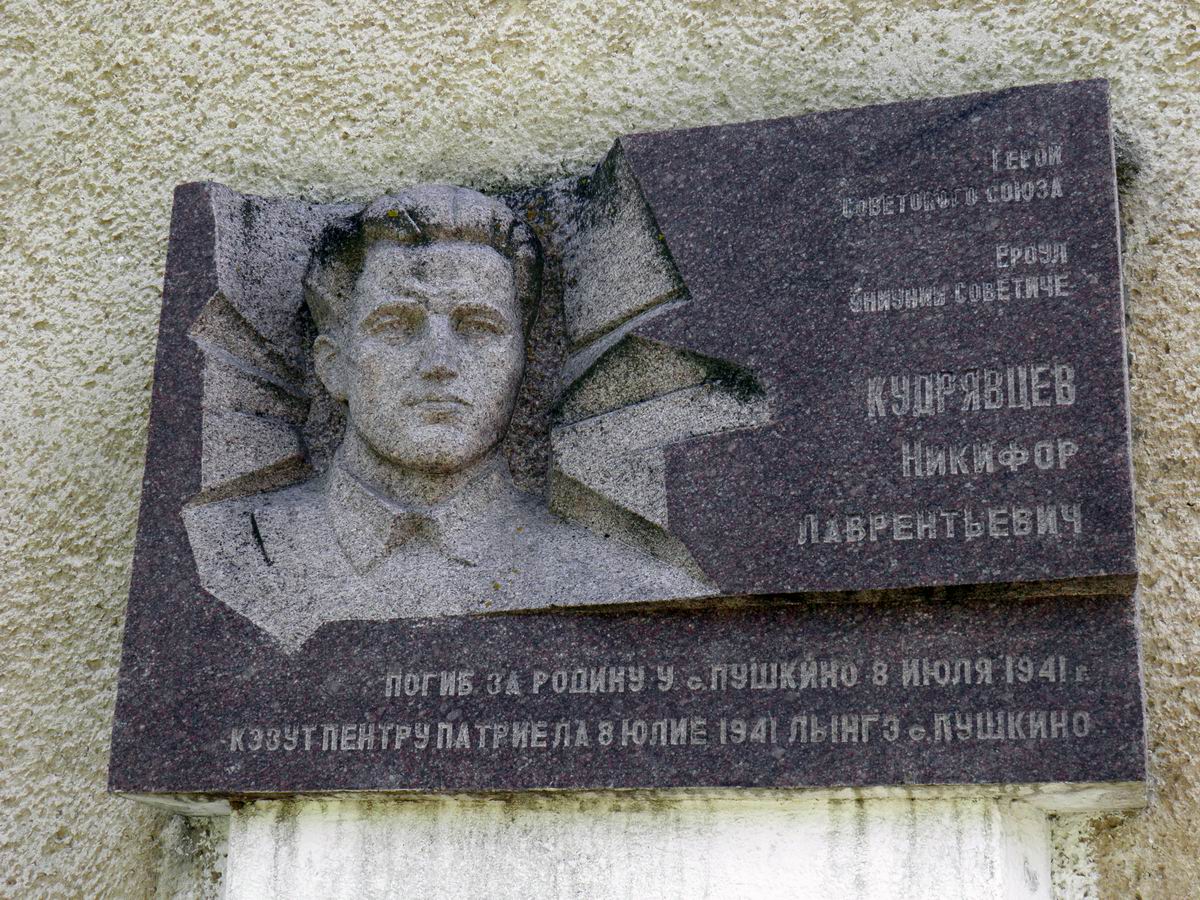 Герой
Советского Союза
Ероул
Униунии Советиче
КУДРЯВЦЕВ
Никифор
Лаврентьевич
ПОГИБ ЗА РОДИНУ У с. ПУШКИНО 8 ИЮЛЯ 1941 г.
КЭЗУТ ПЕНТРУ ПАТРИЕ ЛА 8 ЮЛИЕ 1941 ЛЫНГЭ с. ПУШКИНО